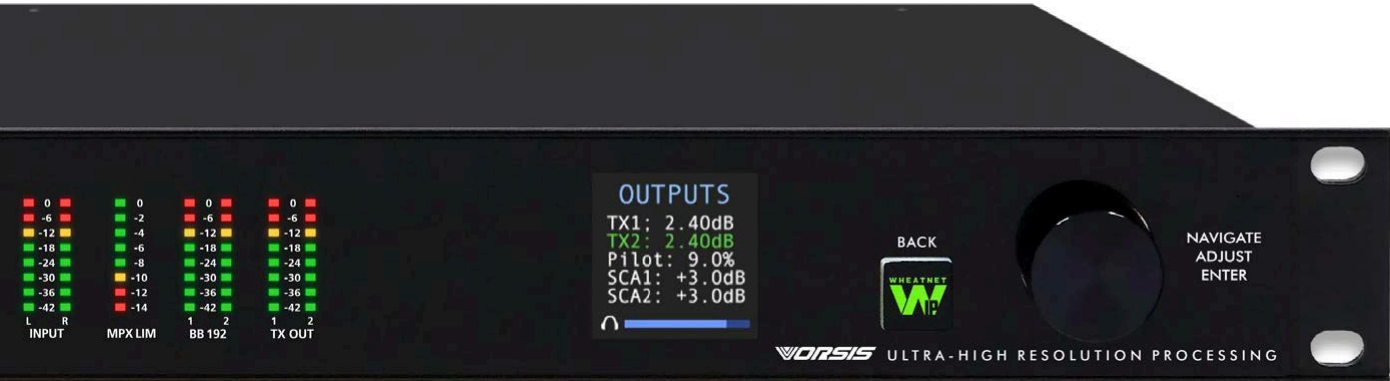 0 0 0 0
-6 -2 -6 -6
-12 -4 -12 -12
-18 -6 -18 -18
-24 -8 -24 -24
-30 -10 -30 -30
-36 -12 -36 -36
-42 -14 -42 -42
L R 1 2 1 2
INPUT MPX LIM BB 192 TX OUT
OUTPUTS
TX1; 2.40dB
TX2: 2.40dB
Pilot: 9.0%
SCA1: +3.0dB
SCA2: +3.0dB
BACK
WHEATNET
W IP
NAVIGATE
ADJUST
ENTER
VORSIS ULTRA-HIGH RESOLUTION PROCESSING